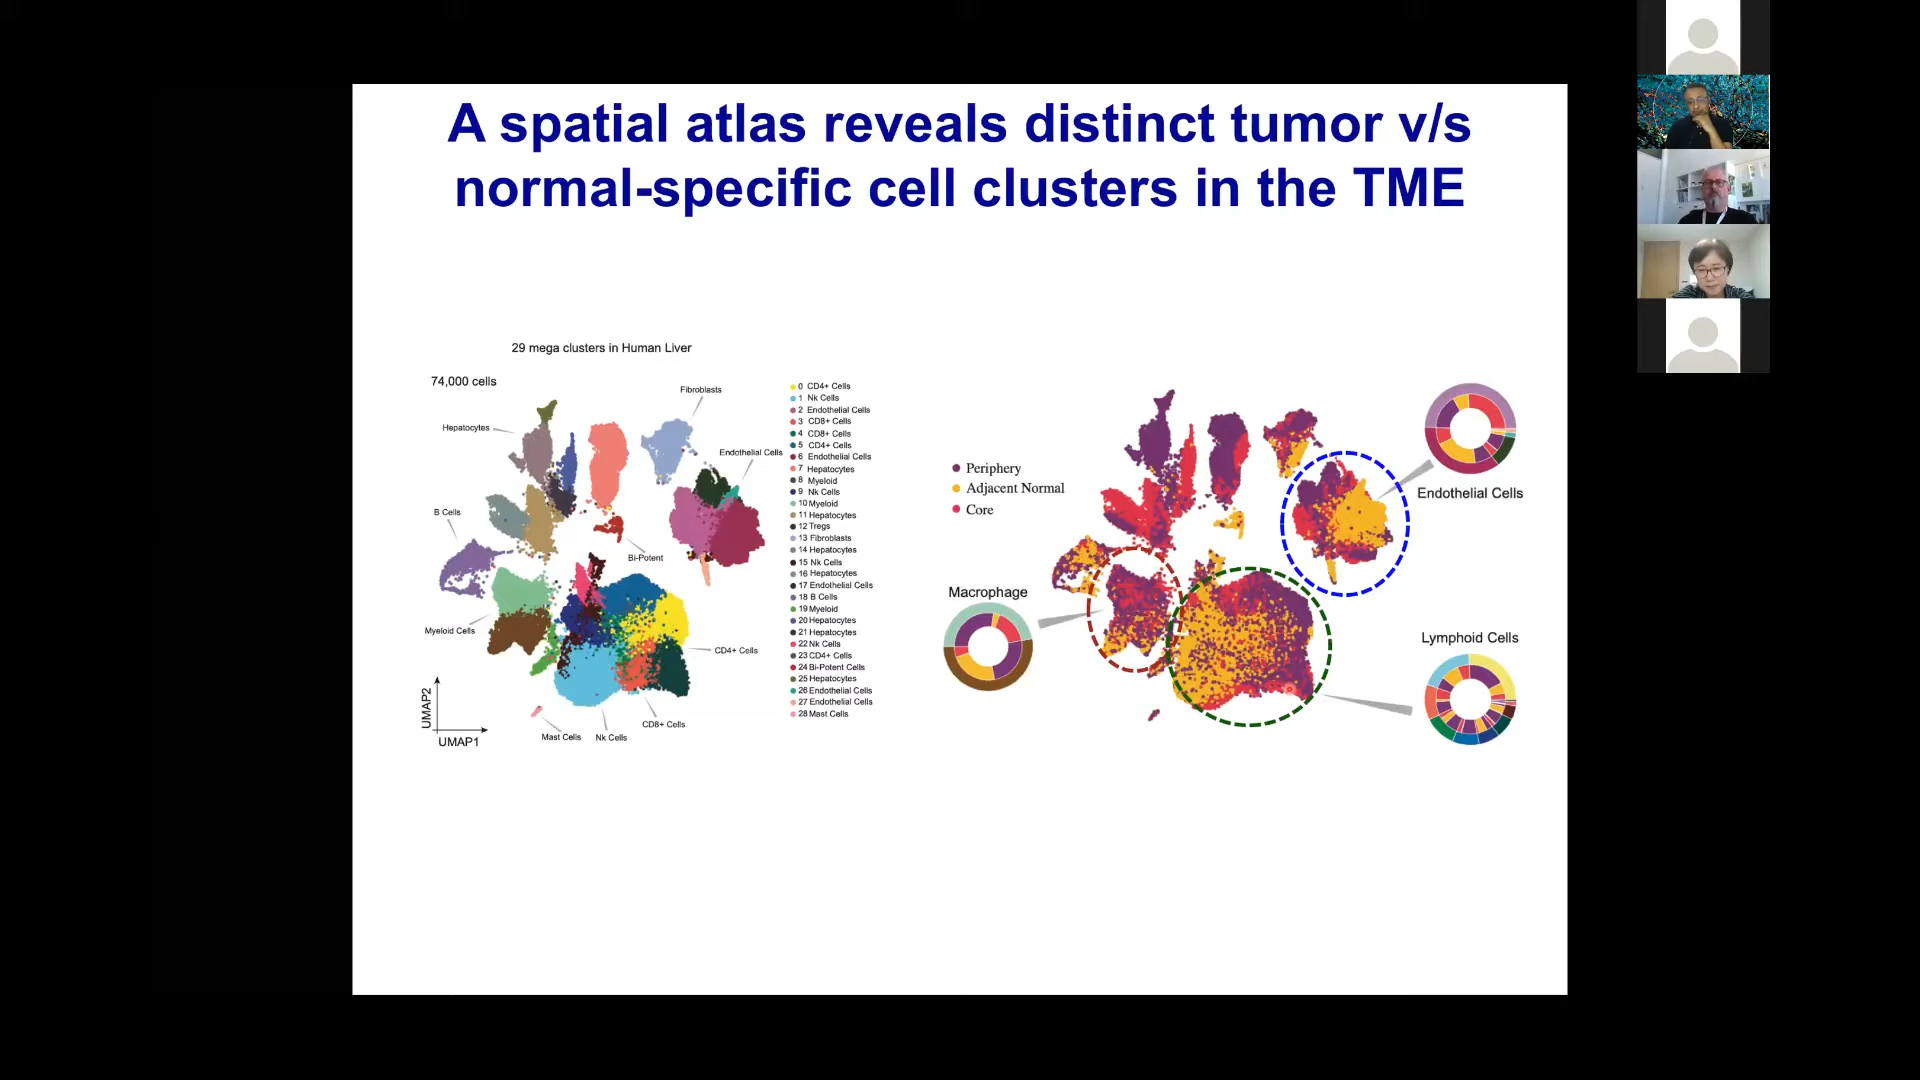 A spatial atlas reveals distinct tumor v/s
normal-specific cell clusters in the TME
29 mega clusters in Human Liver
74,000 cells
Fibroblasts
Hepatocytes
Endothelial Cells
B Cells
Bi-Potent
Myeloid Cells
CD4+ Cells
CD8+ Cells
Mast Cells
Nk Cells
UMAP2
UMAP1
0 CD4+ Cells
1 Nk Cells
2 Endothelial Cells
3 CD8+ Cells
4 CD8+ Cells
5 CD4+ Cells
6 Endothelial Cells
7 Hepatocytes
8 Myeloid
9 Nk Cells
10 Myeloid
11 Hepatocytes
12 Tregs
13 Fibroblasts
14 Hepatocytes
15 Nk Cells
16 Hepatocytes
17 Endothelial Cells
18 B Cells
19 Myeloid
20 Hepatocytes
21 Hepatocytes
22 Nk Cells
23 CD4+ Cells
24 Bi-Potent Cells
25 Hepatocytes
26 Endothelial Cells
27 Endothelial Cells
28 Mast Cells
Periphery
Adjacent Normal
Core
Endothelial Cells
Macrophage
Lymphoid Cells